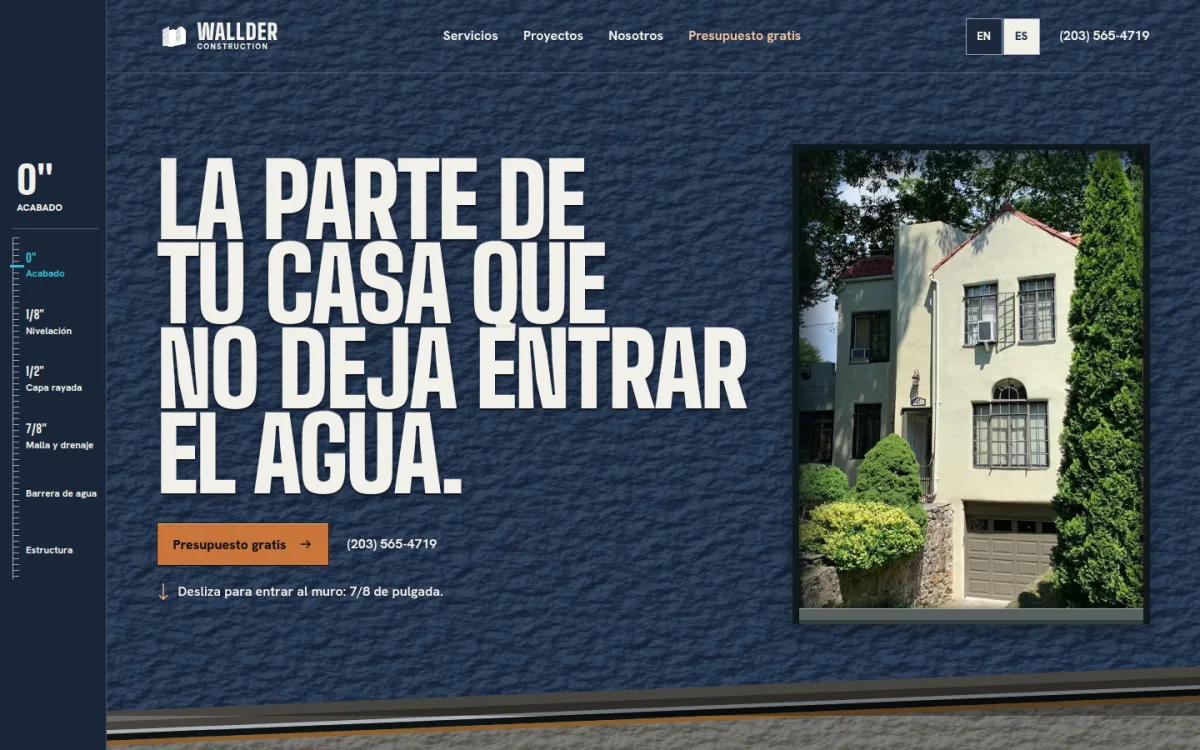 WALLDER
CONSTRUCTION
Servicios
Proyectos
Nosotros
Presupuesto gratis
EN
ES
(203) 565-4719
0"
ACABADO
0"
Acabado
1/8"
Nivelación
1/2"
Capa rayada
7/8"
Malla y drenaje
Barrera de agua
Estructura
LA PARTE DE
TU CASA QUE
NO DEJA ENTRAR
EL AGUA.
Presupuesto gratis →
(203) 565-4719
↓ Desliza para entrar al muro: 7/8 de pulgada.